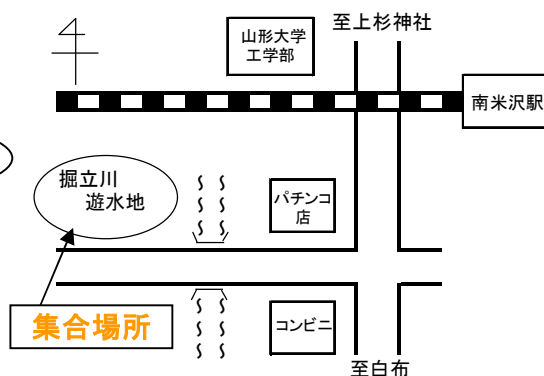 山形大学
工学部
至上杉神社
南米沢駅
掘立川
遊水地
パチンコ
店
集合場所
コンビニ
至白布